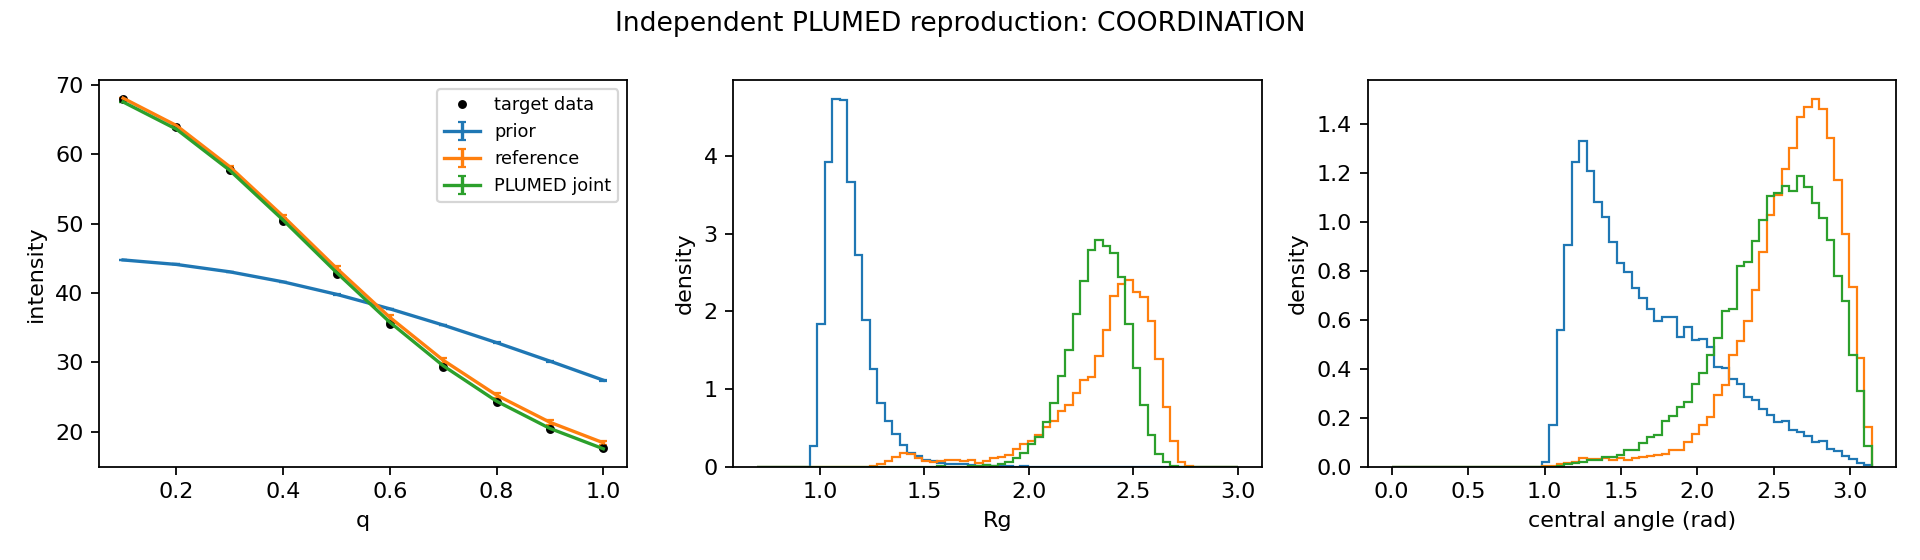 Independent PLUMED reproduction: COORDINATION
70
60
50
40
30
20
intensity
0.2 0.4 0.6 0.8 1.0
q
target data
prior
reference
PLUMED joint
4
3
2
1
0
density
1.0 1.5 2.0 2.5 3.0
Rg
1.4
1.2
1.0
0.8
0.6
0.4
0.2
0.0
density
0.0 0.5 1.0 1.5 2.0 2.5 3.0
central angle (rad)